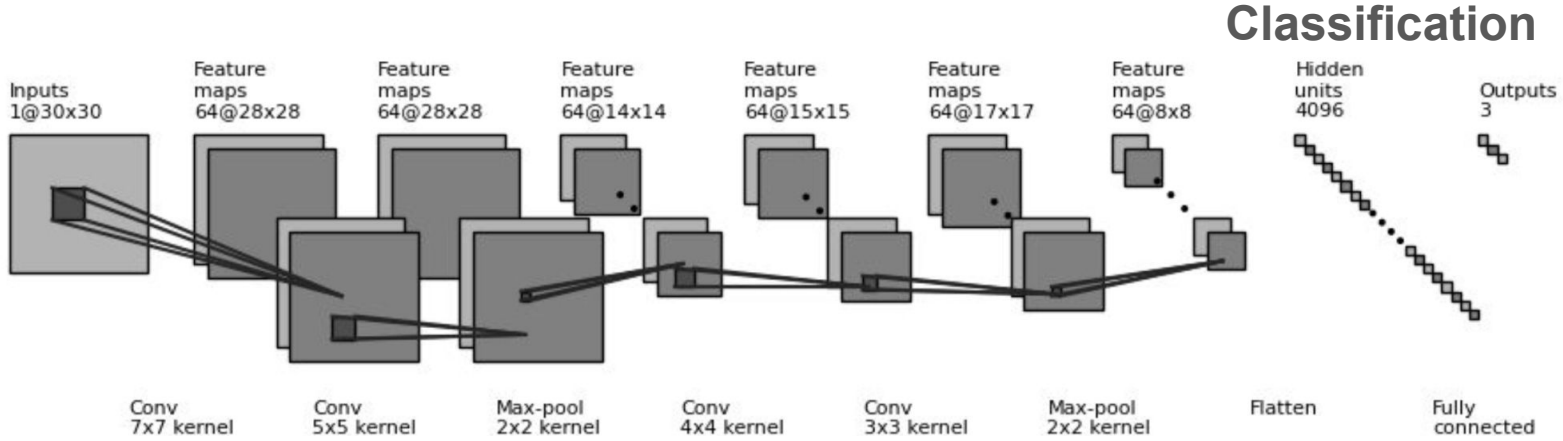 Classification
Inputs
1@30x30
Feature
maps
64@28x28
Feature
maps
64@28x28
Feature
maps
64@14x14
Feature
maps
64@15x15
Feature
maps
64@17x17
Feature
maps
64@8x8
Hidden
units
4096
Outputs
3
Conv
7x7 kernel
Conv
5x5 kernel
Max-pool
2x2 kernel
Conv
4x4 kernel
Conv
3x3 kernel
Max-pool
2x2 kernel
Flatten
Fully
connected